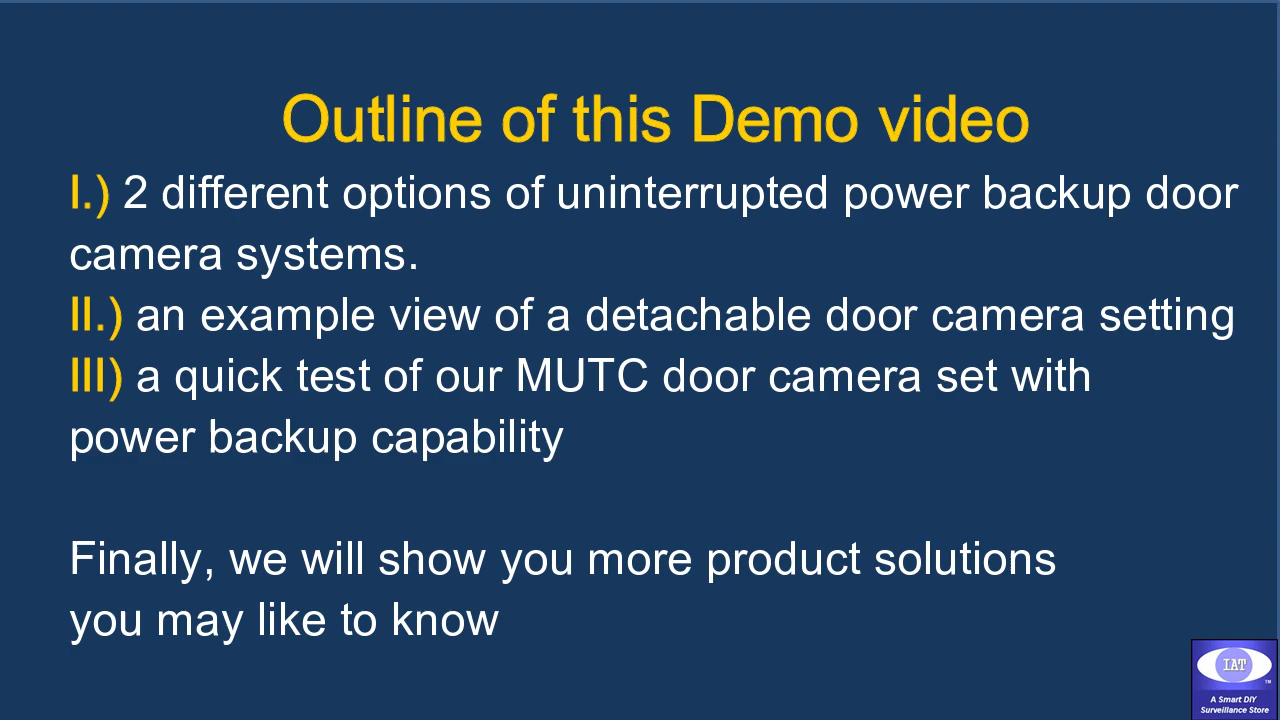 Outline of this Demo video
I.) 2 different options of uninterrupted power backup door
camera systems.
II.) an example view of a detachable door camera setting
III) a quick test of our MUTC door camera set with
power backup capability
Finally, we will show you more product solutions
you may like to know
IAT
TM
A Smart DIY
Surveillance Store